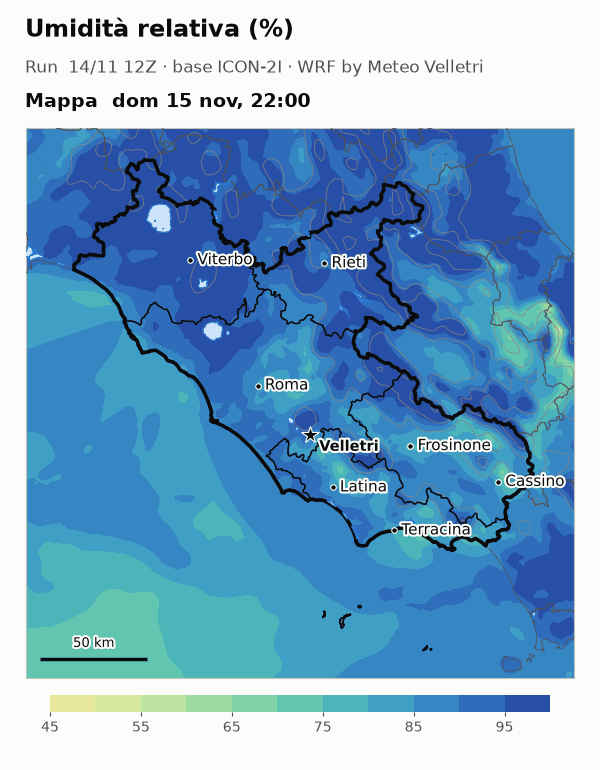 Umidità relativa (%)
Run  14/11 12Z · base ICON-2I · WRF by Meteo Velletri
Mappa  dom 15 nov, 22:00
Viterbo
Rieti
Roma
Velletri
Frosinone
Latina
Cassino
Terracina
50 km
45 55 65 75 85 95